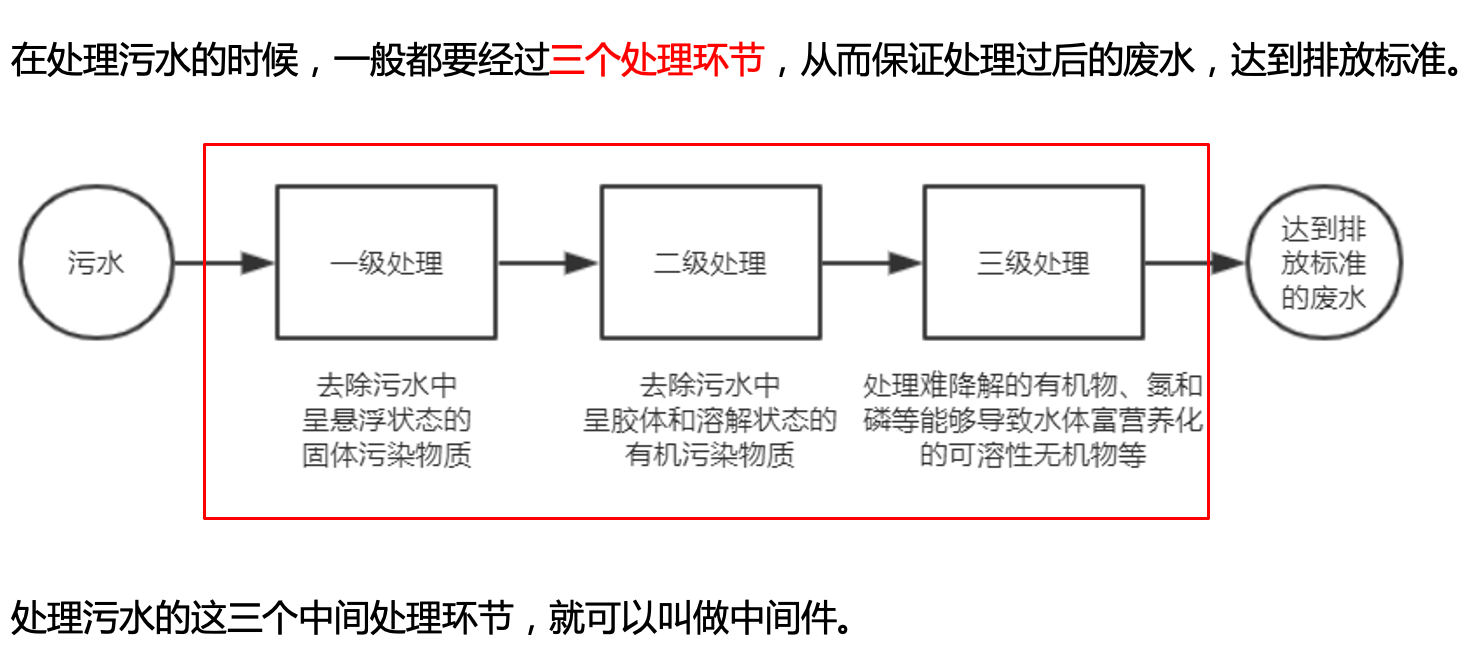 在处理污水的时候，一般都要经过三个处理环节，从而保证处理过后的废水，达到排放标准。
污水
一级处理
二级处理
三级处理
达到排
放标准
的废水
去除污水中
呈悬浮状态的
固体污染物质
去除污水中
呈胶体和溶解状态的
有机污染物质
处理难降解的有机物、氮和
磷等能够导致水体富营养化
的可溶性无机物等
处理污水的这三个中间处理环节，就可以叫做中间件。